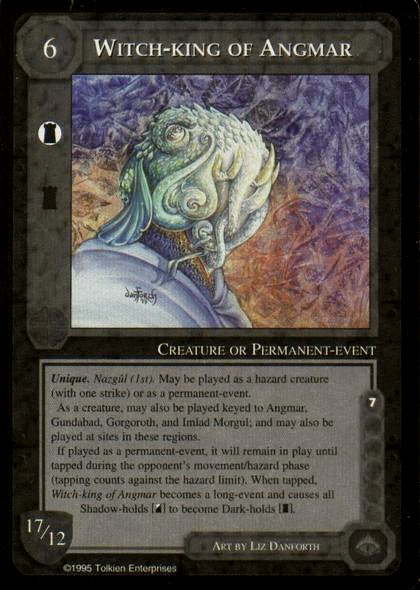 6 WITCH-KING OF ANGMAR
CREATURE OR PERMANENT-EVENT
Unique. Nazgûl (1st). May be played as a hazard creature
(with one strike) or as a permanent-event.
As a creature, may also be played keyed to Angmar,
Gundabad, Gorgoroth, and Imlad Morgul; and may also be
played at sites in these regions.
If played as a permanent-event, it will remain in play until
tapped during the opponent's movement/hazard phase
(tapping counts against the hazard limit). When tapped,
Witch-king of Angmar becomes a long-event and causes all
Shadow-holds [ ] to become Dark-holds [ ].
7
17/12
ART BY LIZ DANFORTH
©1995 Tolkien Enterprises